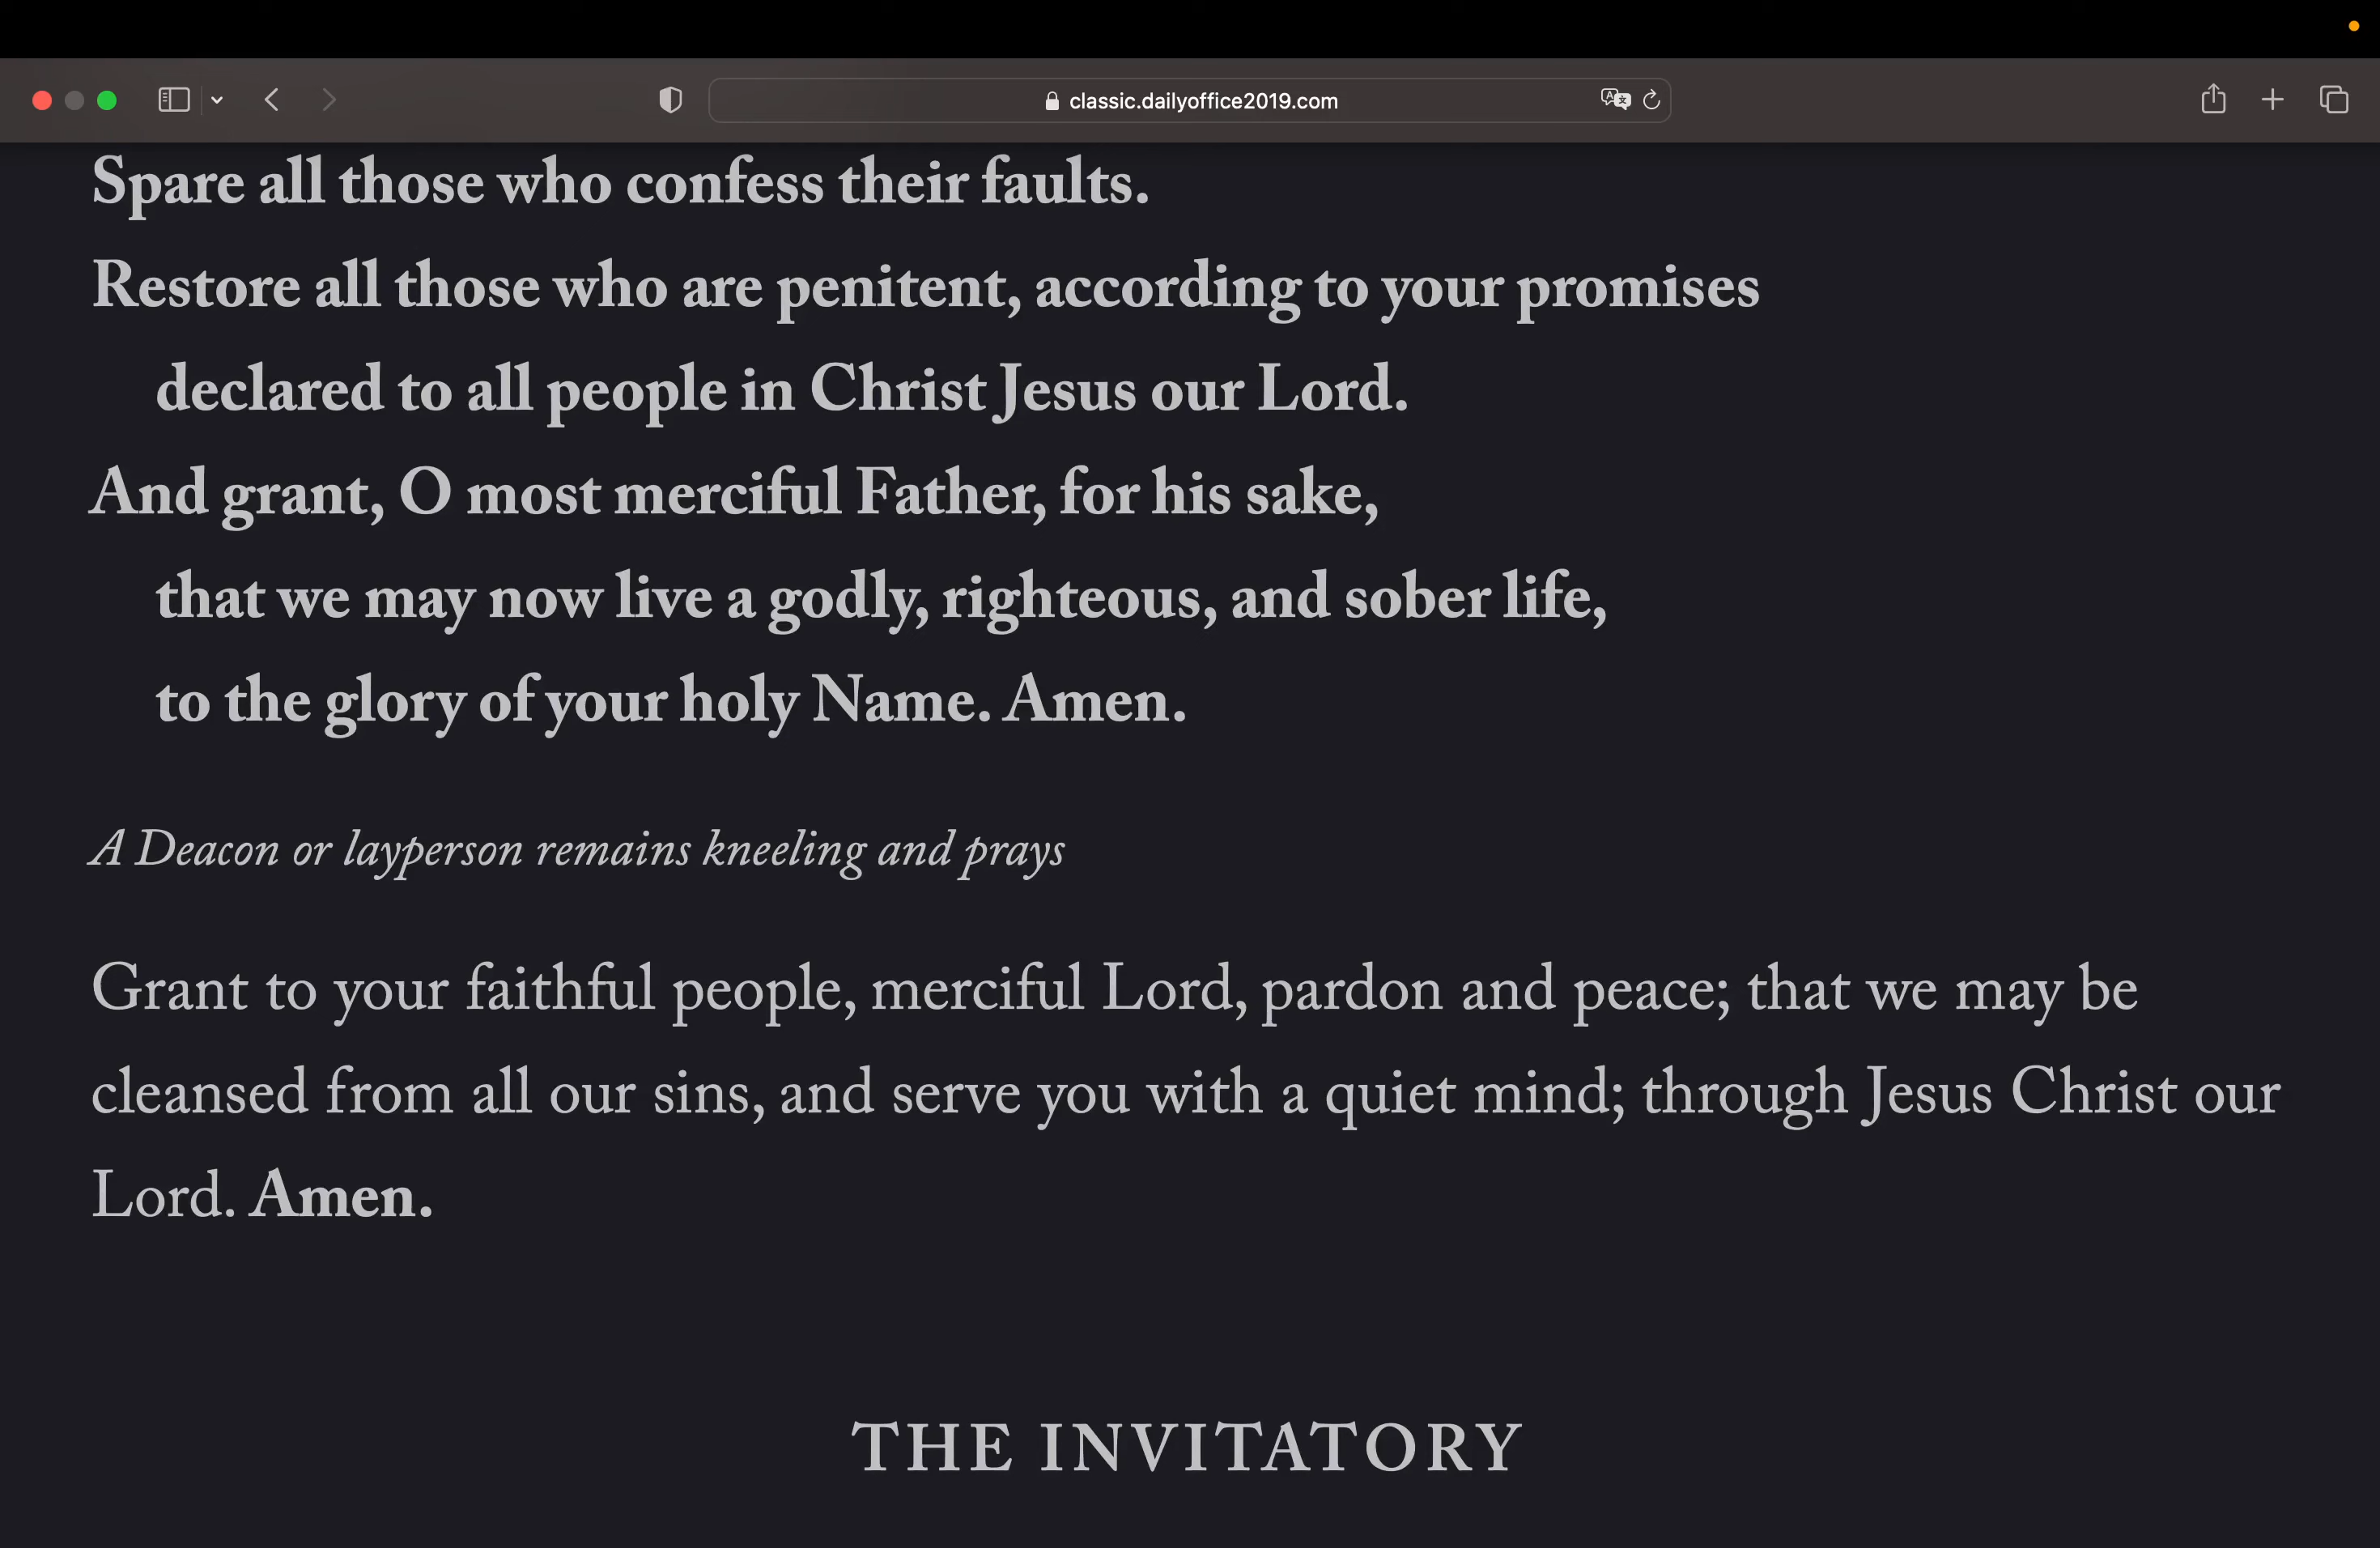 classic.dailyoffice2019.com
Spare all those who confess their faults.
Restore all those who are penitent, according to your promises
declared to all people in Christ Jesus our Lord.
And grant, O most merciful Father, for his sake,
that we may now live a godly, righteous, and sober life,
to the glory of your holy Name. Amen.
A Deacon or layperson remains kneeling and prays
Grant to your faithful people, merciful Lord, pardon and peace; that we may be
cleansed from all our sins, and serve you with a quiet mind; through Jesus Christ our
Lord. Amen.
THE INVITATORY